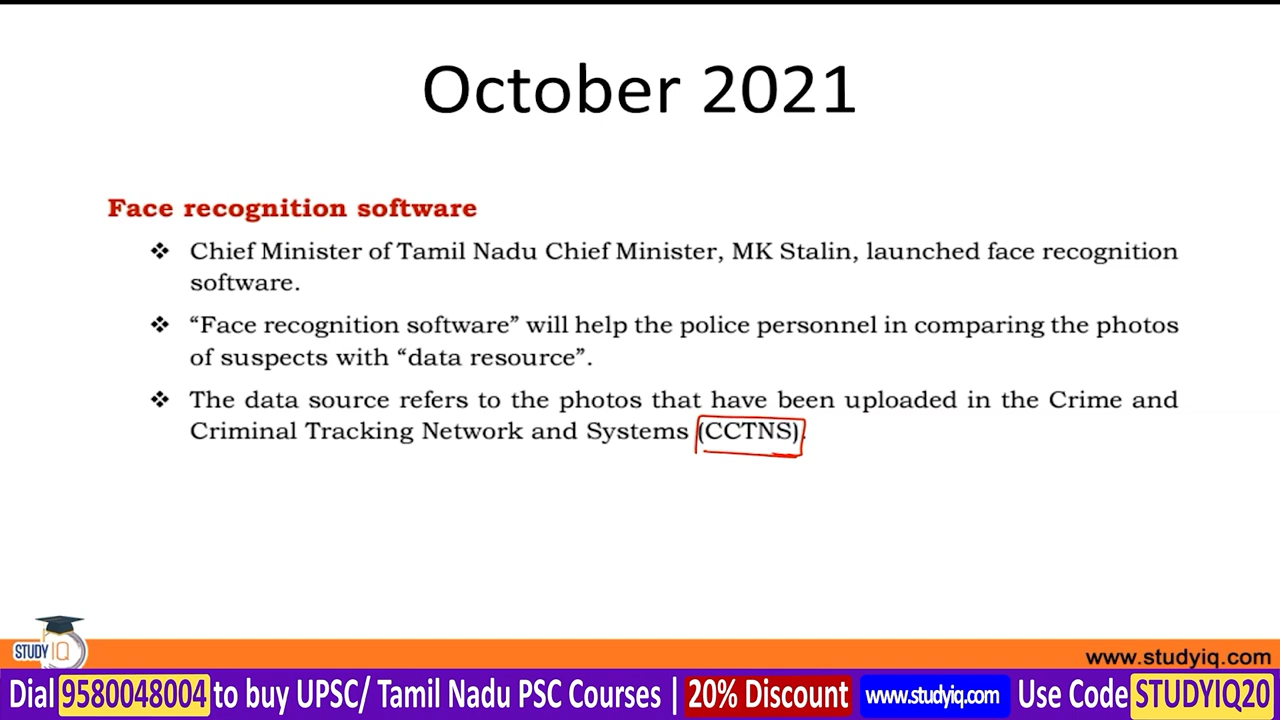 October 2021
Face recognition software
❖ Chief Minister of Tamil Nadu Chief Minister, MK Stalin, launched face recognition
software.
❖ “Face recognition software” will help the police personnel in comparing the photos
of suspects with “data resource”.
❖ The data source refers to the photos that have been uploaded in the Crime and
Criminal Tracking Network and Systems (CCTNS).
STUDY IQ
www.studyiq.com
Dial 9580048004 to buy UPSC/ Tamil Nadu PSC Courses | 20% Discount www.studyiq.com Use Code STUDYIQ20